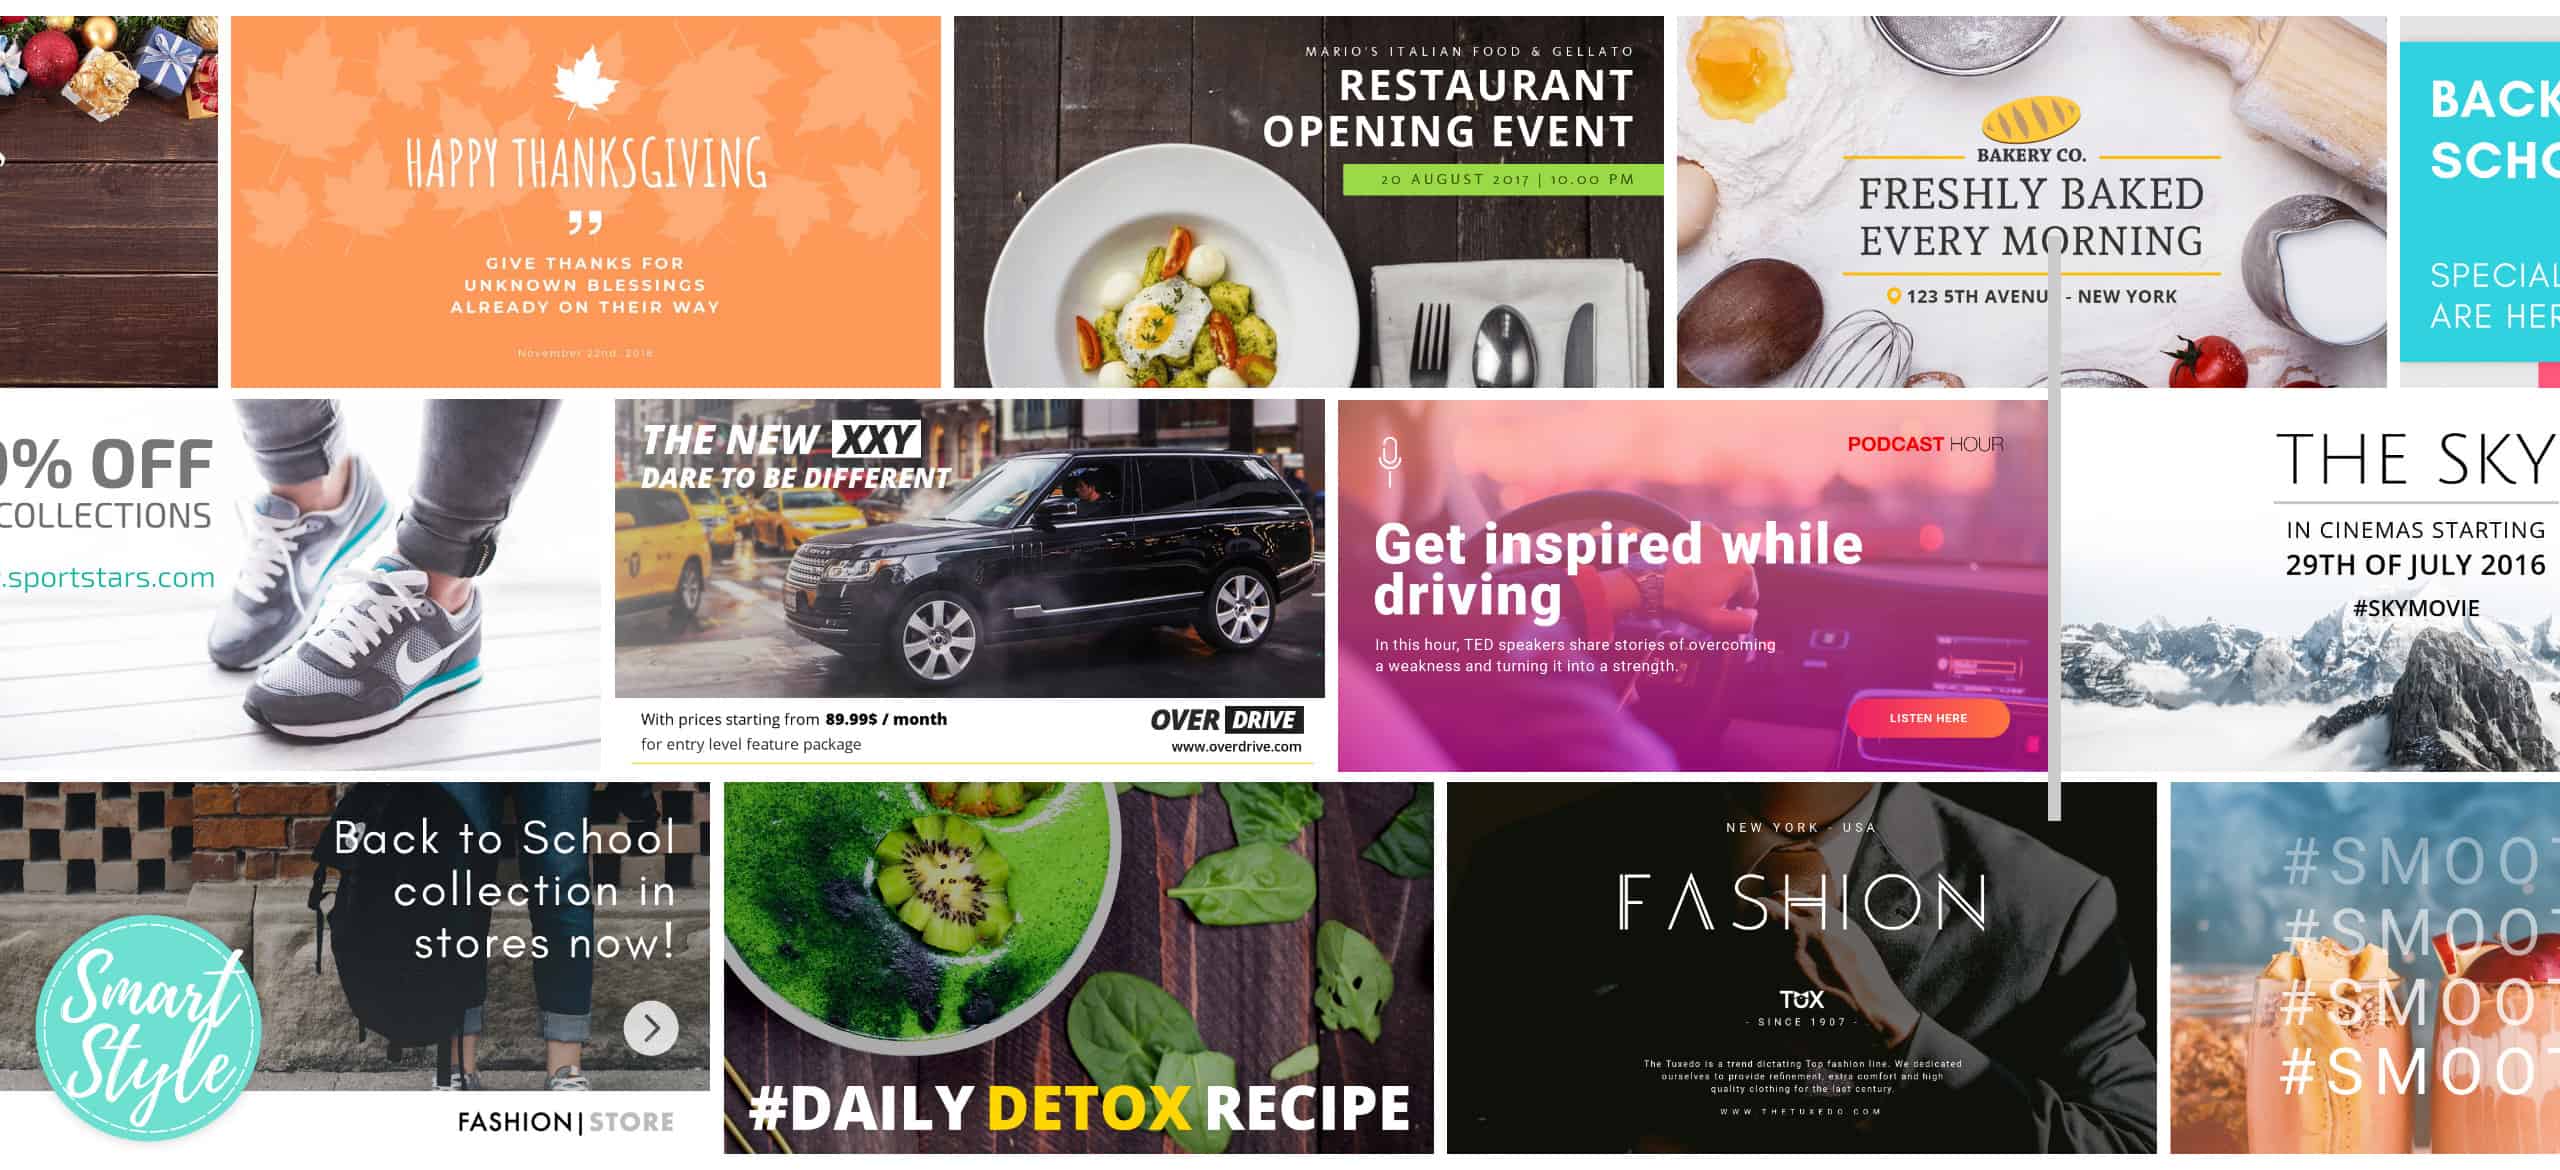 HAPPY THANKSGIVING
”
GIVE THANKS FOR
UNKNOWN BLESSINGS
ALREADY ON THEIR WAY
November 22nd, 2018
MARIO'S ITALIAN FOOD & GELLATO
RESTAURANT
OPENING EVENT
20 AUGUST 2017 | 10.00 PM
BAKERY CO.
FRESHLY BAKED
EVERY MORNING
123 5TH AVENU - NEW YORK
BACK
SCHO
SPECIAL
ARE HER
0% OFF
COLLECTIONS
.sportstars.com
THE NEW XXY
DARE TO BE DIFFERENT
With prices starting from 89.99$ / month
for entry level feature package
OVER DRIVE
www.overdrive.com
PODCAST HOUR
Get inspired while
driving
In this hour, TED speakers share stories of overcoming
a weakness and turning it into a strength.
LISTEN HERE
THE SKY
IN CINEMAS STARTING
29TH OF JULY 2016
#SKYMOVIE
Back to School
collection in
stores now!
Smart
Style
FASHION|STORE
#DAILY DETOX RECIPE
NEW YORK - USA
FASHION
TUX
- SINCE 1907 -
The Tuxedo is a trend dictating Top fashion line. We dedicated
ourselves to provide refinement, extra comfort and high
quality clothing for the last century.
WWW.THETUXEDO.COM
#SMOOT
#SMOOT
#SMOOT
#SMOOT